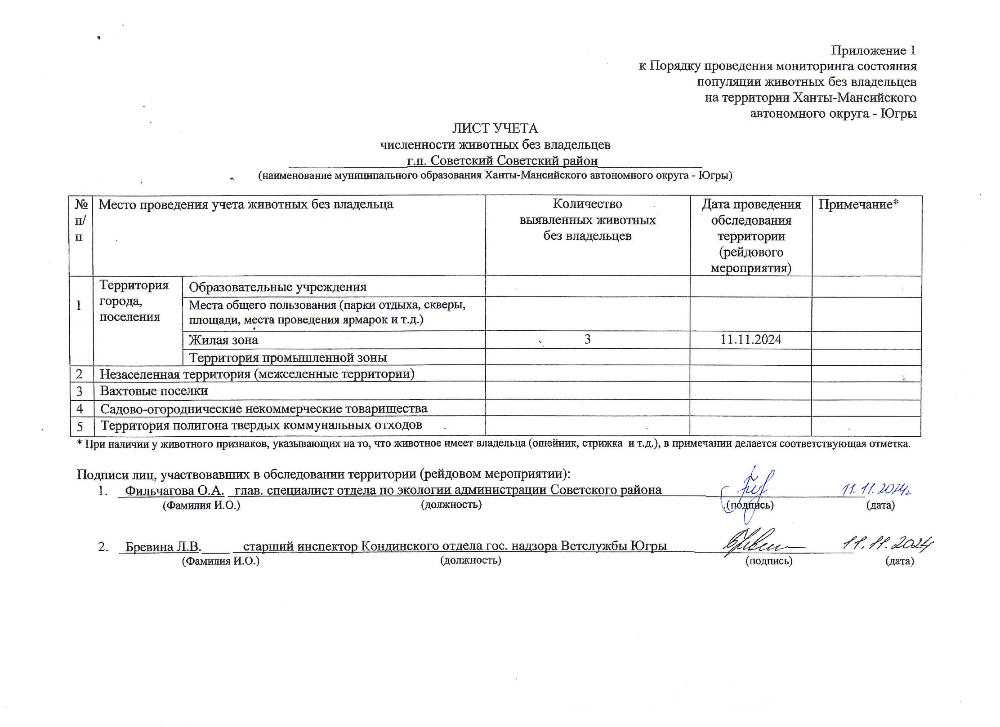 Приложение 1
к Порядку проведения мониторинга состояния
популяции животных без владельцев
на территории Ханты-Мансийского
автономного округа - Югры
ЛИСТ УЧЕТА
численности животных без владельцев
г.п. Советский Советский район
(наименование муниципального образования Ханты-Мансийского автономного округа - Югры)
№ п/п Место проведения учета животных без владельца
Количество
выявленных животных
без владельцев
Дата проведения
обследования
территории
(рейдового
мероприятия)
Примечание*
1
Территория
города,
поселения
Образовательные учреждения
Места общего пользования (парки отдыха, скверы,
площади, места проведения ярмарок и т.д.)
Жилая зона 3 11.11.2024
Территория промышленной зоны
2 Незаселенная территория (межселенные территории)
3 Вахтовые поселки
4 Садово-огороднические некоммерческие товарищества
5 Территория полигона твердых коммунальных отходов
* При наличии у животного признаков, указывающих на то, что животное имеет владельца (ошейник, стрижка и т.д.), в примечании делается соответствующая отметка.
Подписи лиц, участвовавших в обследовании территории (рейдовом мероприятии):
1. Фильчагова О.А. глав. специалист отдела по экологии администрации Советского района 11.11.2024г.
(Фамилия И.О.) (должность) (подпись) (дата)
2. Бревина Л.В. старший инспектор Кондинского отдела гос. надзора Ветслужбы Югры 11.11.2024
(Фамилия И.О.) (должность) (подпись) (дата)